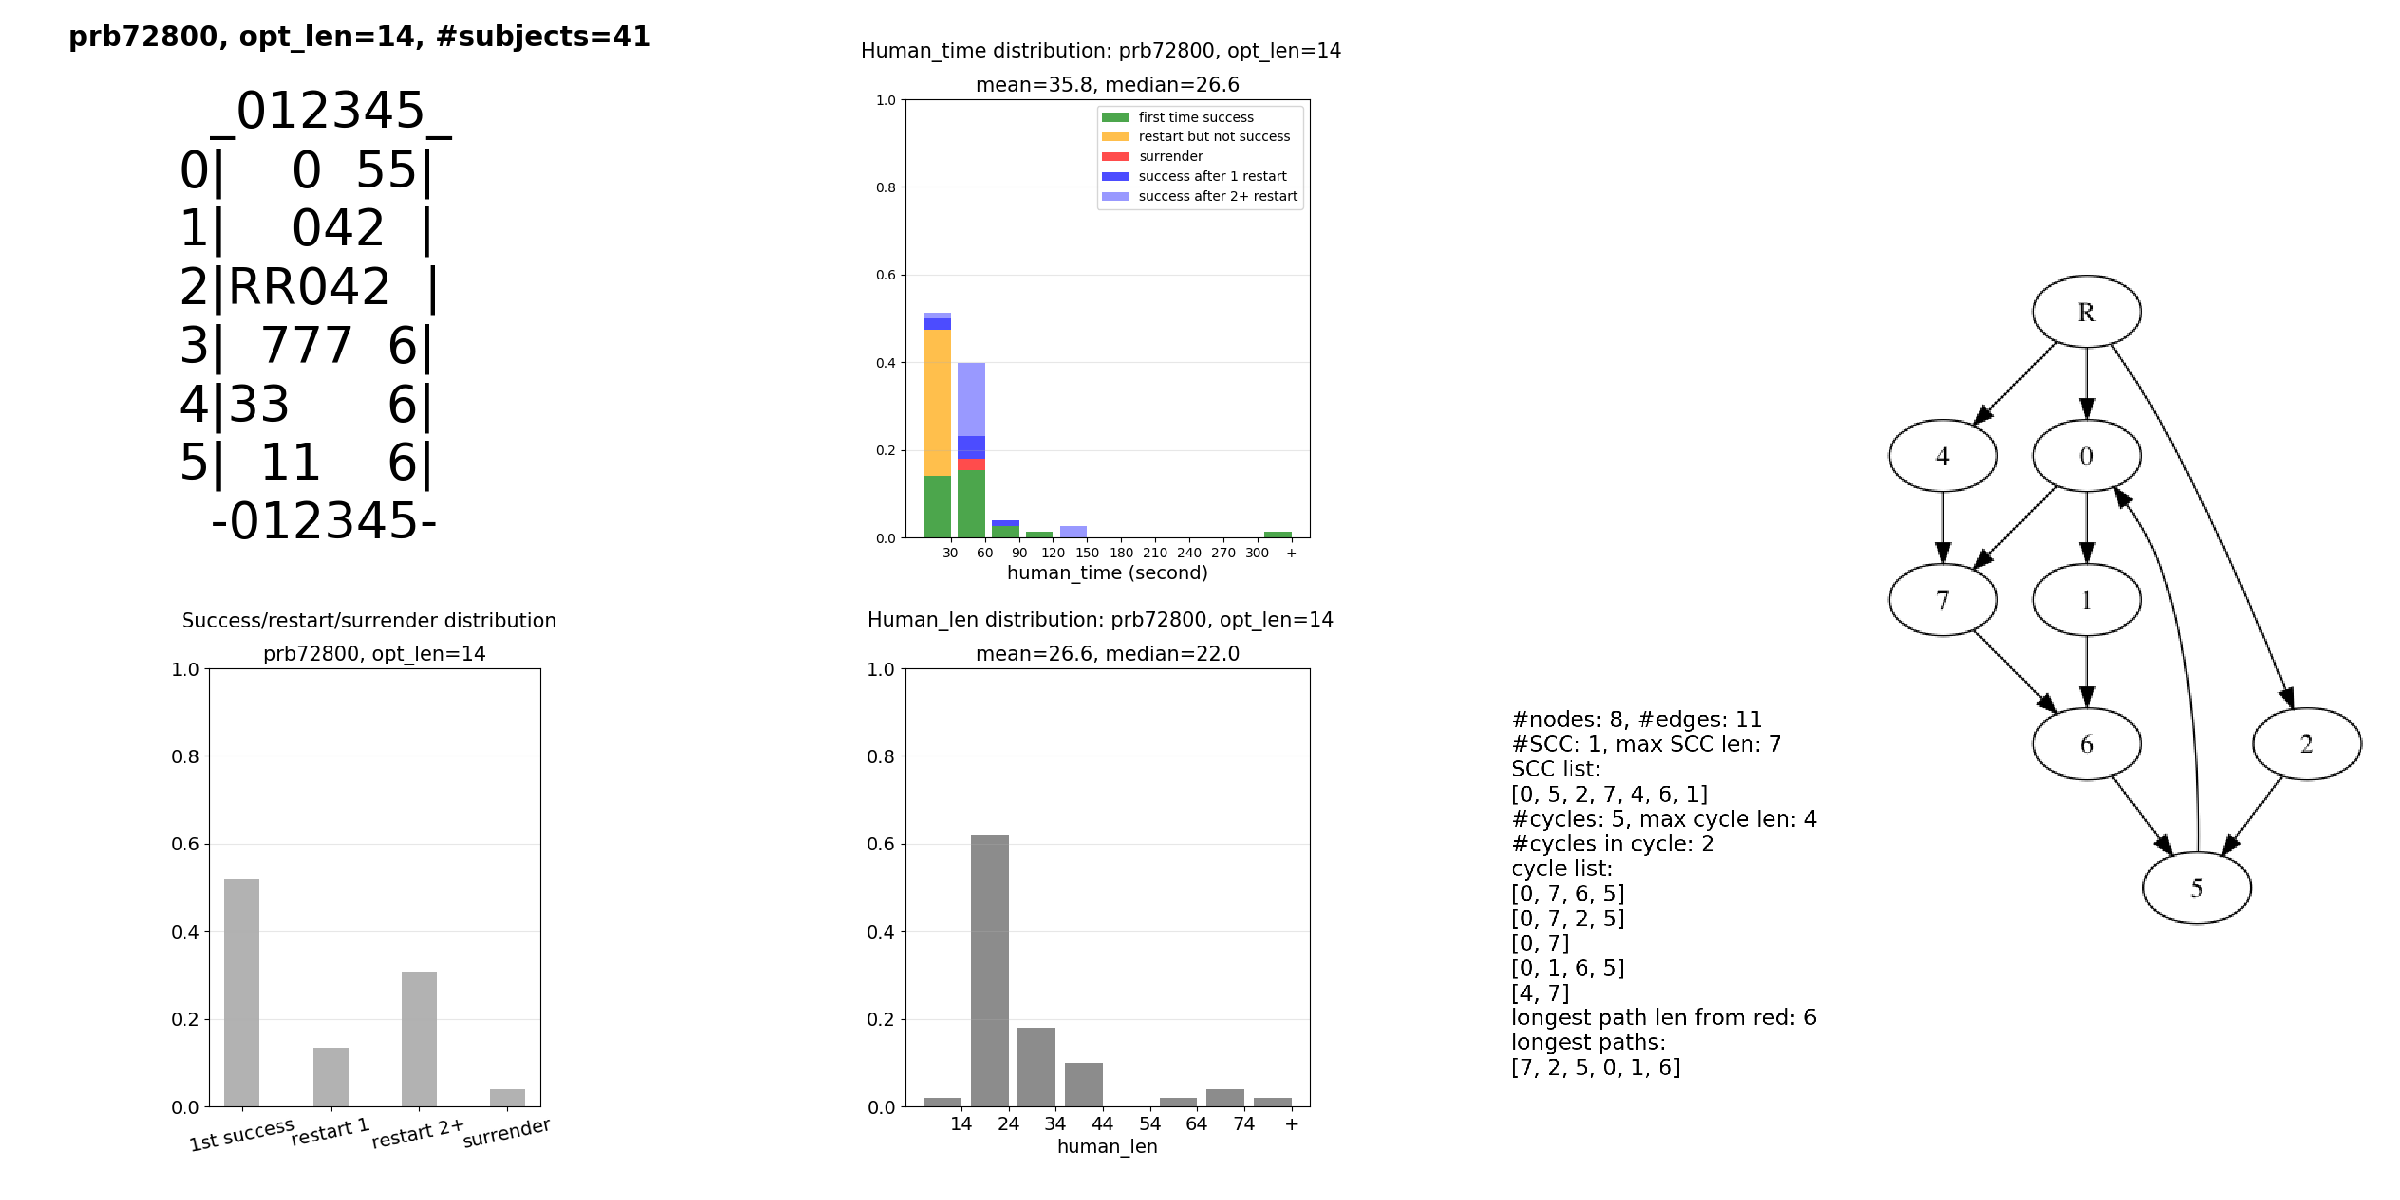 prb72800, opt_len=14, #subjects=41
_012345_
0|  0 55|
1|  042 |
2|RR042 |
3| 777 6|
4|33   6|
5| 11  6|
-012345-
Human_time distribution: prb72800, opt_len=14
mean=35.8, median=26.6
1.0
0.8
0.6
0.4
0.2
0.0
first time success
restart but not success
surrender
success after 1 restart
success after 2+ restart
30 60 90 120 150 180 210 240 270 300 +
human_time (second)
Success/restart/surrender distribution
prb72800, opt_len=14
1.0
0.8
0.6
0.4
0.2
0.0
1st success restart 1 restart 2+ surrender
Human_len distribution: prb72800, opt_len=14
mean=26.6, median=22.0
1.0
0.8
0.6
0.4
0.2
0.0
14 24 34 44 54 64 74 +
human_len
#nodes: 8, #edges: 11
#SCC: 1, max SCC len: 7
SCC list:
[0, 5, 2, 7, 4, 6, 1]
#cycles: 5, max cycle len: 4
#cycles in cycle: 2
cycle list:
[0, 7, 6, 5]
[0, 7, 2, 5]
[0, 7]
[0, 1, 6, 5]
[4, 7]
longest path len from red: 6
longest paths:
[7, 2, 5, 0, 1, 6]
R
4 0
7 1
6 2
5